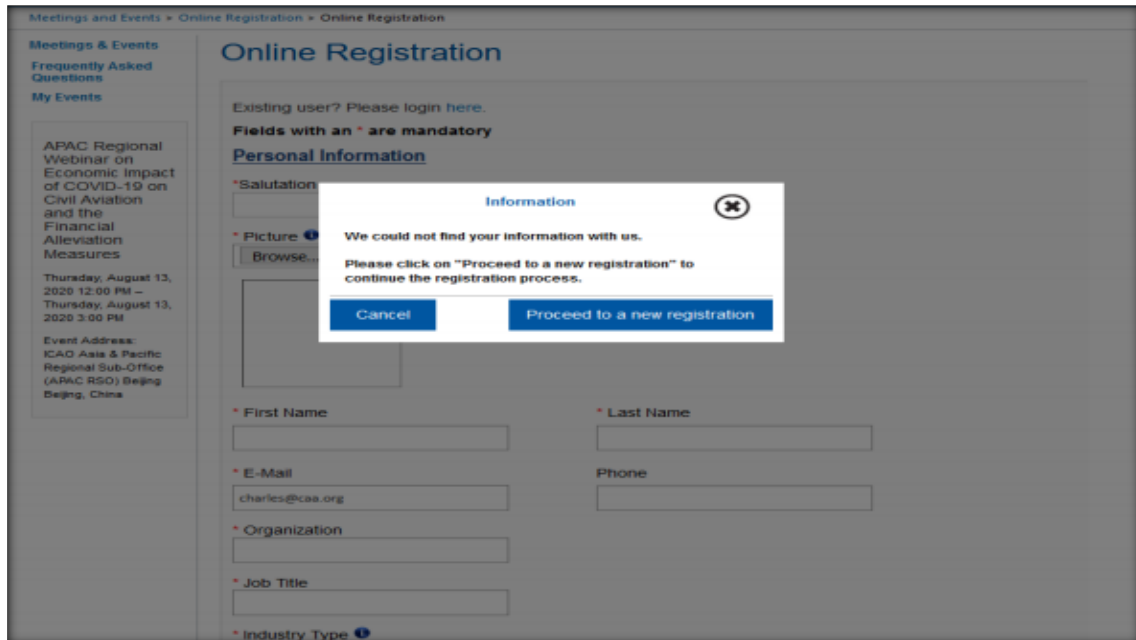 Meetings and Events » Online Registration » Online Registration
Meetings & Events
Frequently Asked
Questions
My Events
APAC Regional
Webinar on
Economic Impact
of COVID-19 on
Civil Aviation
and the
Financial
Alleviation
Measures
Thursday, August 13,
2020 12:00 PM –
Thursday, August 13,
2020 3:00 PM
Event Address:
ICAO Asia & Pacific
Regional Sub-Office
(APAC RSO) Beijing
Beijing, China
Online Registration
Existing user? Please login here.
Fields with an * are mandatory
Personal Information
*Salutation
* Picture
Browse...
Information
We could not find your information with us.
Please click on "Proceed to a new registration" to
continue the registration process.
Cancel Proceed to a new registration
* First Name * Last Name
* E-Mail Phone
charles@caa.org
* Organization
* Job Title
* Industry Type